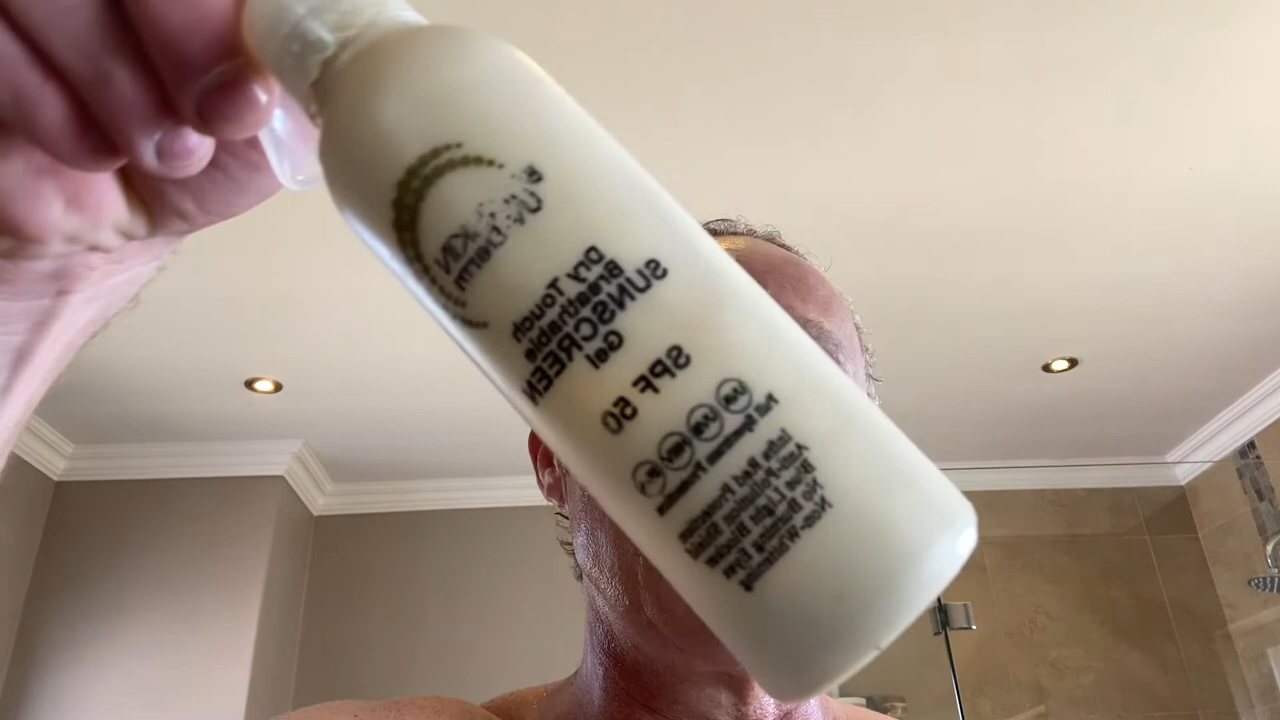 Derm
Dry Touch
Breathable
SUNSCREEN
Gel
SPF 50
Full Spectrum Protection
Infra Red Protection
Anti-Pollution Shield
Blue Light Blocker
No Burning Eyes
Non-Whitening